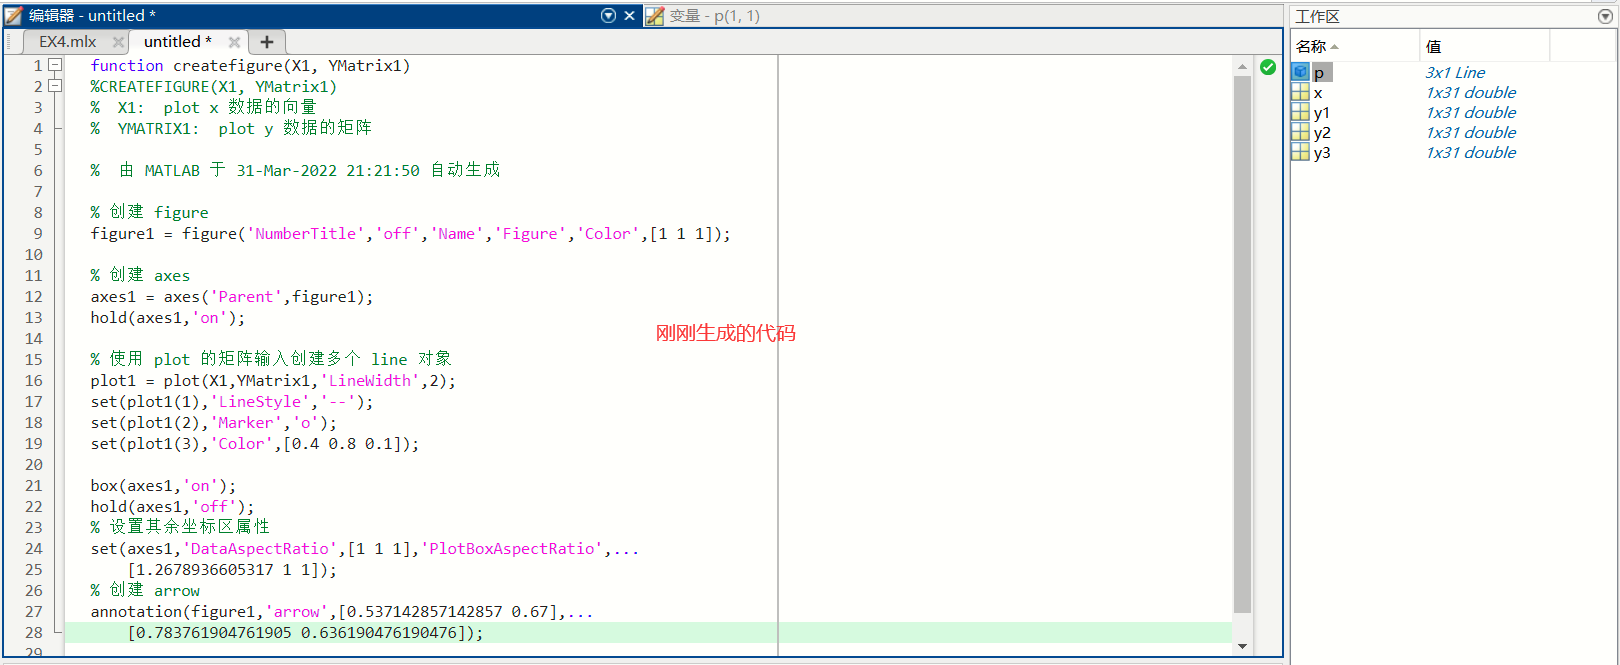 编辑器 - untitled *
变量 - p(1, 1)
工作区
EX4.mlx
untitled *
名称
值
1 function createfigure(X1, YMatrix1)
2 %CREATEFIGURE(X1, YMatrix1)
3 %  X1:  plot x 数据的向量
4 %  YMATRIX1:  plot y 数据的矩阵
5
6 %  由 MATLAB 于 31-Mar-2022 21:21:50 自动生成
7
8 % 创建 figure
9 figure1 = figure('NumberTitle','off','Name','Figure','Color',[1 1 1]);
10
11 % 创建 axes
12 axes1 = axes('Parent',figure1);
13 hold(axes1,'on');
14
15 % 使用 plot 的矩阵输入创建多个 line 对象
16 plot1 = plot(X1,YMatrix1,'LineWidth',2);
17 set(plot1(1),'LineStyle','--');
18 set(plot1(2),'Marker','o');
19 set(plot1(3),'Color',[0.4 0.8 0.1]);
20
21 box(axes1,'on');
22 hold(axes1,'off');
23 % 设置其余坐标区属性
24 set(axes1,'DataAspectRatio',[1 1 1],'PlotBoxAspectRatio',...
25     [1.2678936605317 1 1]);
26 % 创建 arrow
27 annotation(figure1,'arrow',[0.537142857142857 0.67],...
28     [0.783761904761905 0.636190476190476]);
29
刚刚生成的代码
p 3x1 Line
x 1x31 double
y1 1x31 double
y2 1x31 double
y3 1x31 double